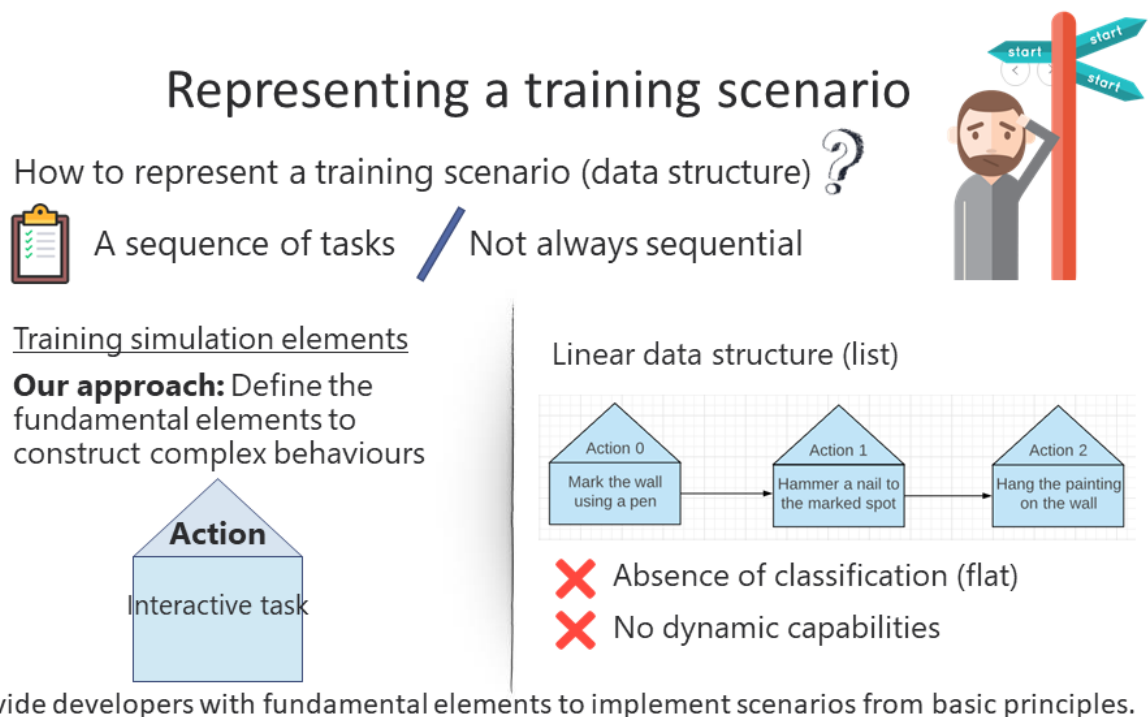 start
start
start
Representing a training scenario
How to represent a training scenario (data structure)
A sequence of tasks
Not always sequential
Training simulation elements
Our approach: Define the
fundamental elements to
construct complex behaviours
Action
Interactive task
Linear data structure (list)
Action 0
Mark the wall
using a pen
Action 1
Hammer a nail to
the marked spot
Action 2
Hang the painting
on the wall
Absence of classification (flat)
No dynamic capabilities
vide developers with fundamental elements to implement scenarios from basic principles.